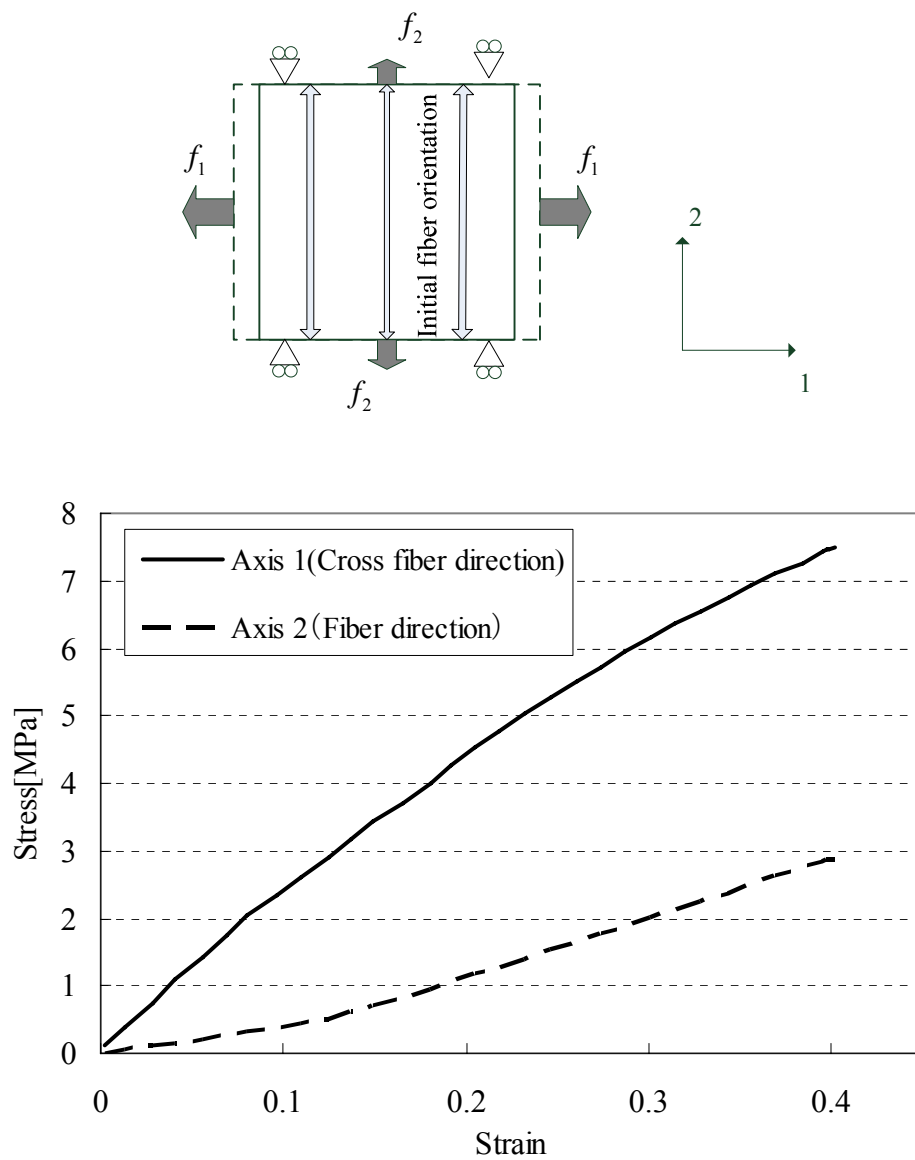 f₂
f₁ f₁
Initial fiber orientation
f₂
2
1
8
7
6
5
4
3
2
1
0
Stress[MPa]
Axis 1(Cross fiber direction)
Axis 2(Fiber direction)
0 0.1 0.2 0.3 0.4
Strain